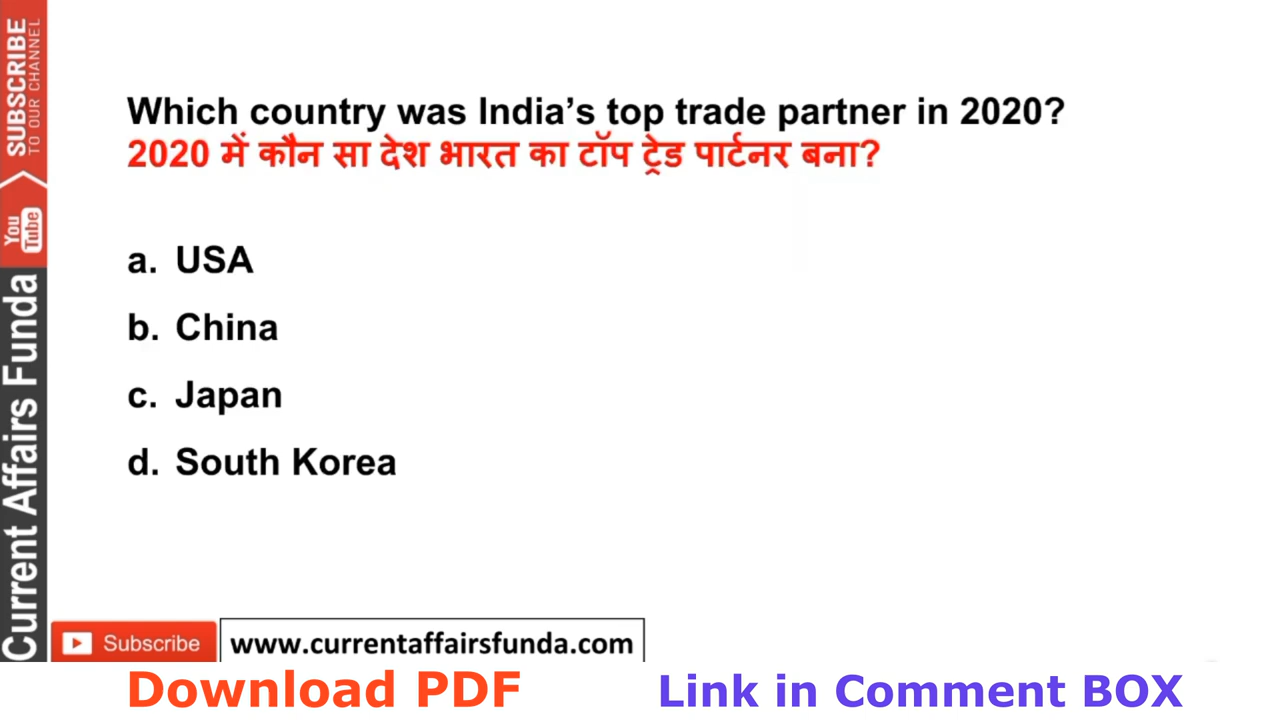 SUBSCRIBE
TO OUR CHANNEL
You
Tube
Current Affairs Funda
Which country was India’s top trade partner in 2020?
2020 में कौन सा देश भारत का टॉप ट्रेड पार्टनर बना?
a. USA
b. China
c. Japan
d. South Korea
Subscribe
www.currentaffairsfunda.com
Download PDF
Link in Comment BOX